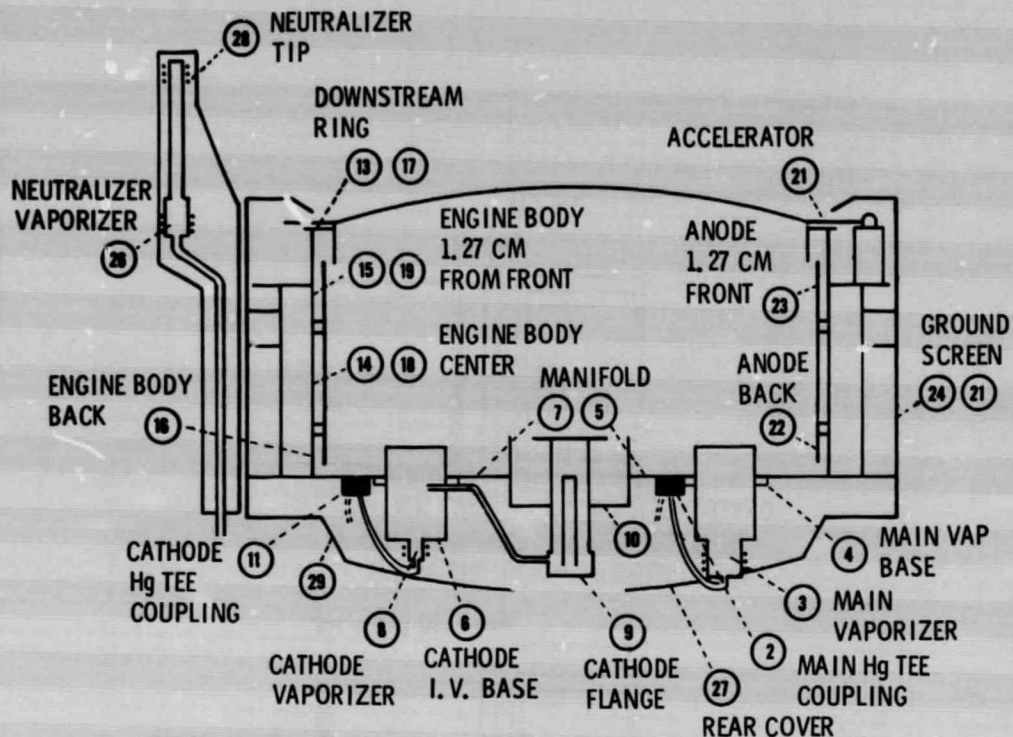 28 NEUTRALIZER
TIP
DOWNSTREAM
RING
13 17
ACCELERATOR
21
NEUTRALIZER
VAPORIZER
26
ENGINE BODY
1.27 CM
FROM FRONT
15 19
ANODE
1.27 CM
FRONT
23
ENGINE BODY
CENTER
14 18
GROUND
SCREEN
24 21
MANIFOLD
7 5
ANODE
BACK
22
ENGINE BODY
BACK
16
10
CATHODE
Hg TEE
COUPLING
11
29
4 MAIN VAP
BASE
3 MAIN
VAPORIZER
8
CATHODE
VAPORIZER
6
CATHODE
I.V. BASE
9
CATHODE
FLANGE
2
MAIN Hg TEE
COUPLING
27
REAR COVER